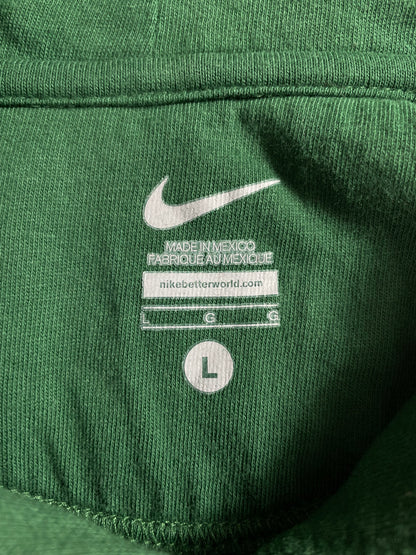 MADE IN MEXICO
FABRIQUÉ AU MEXIQUE
nikebetterworld.com
L G G
L